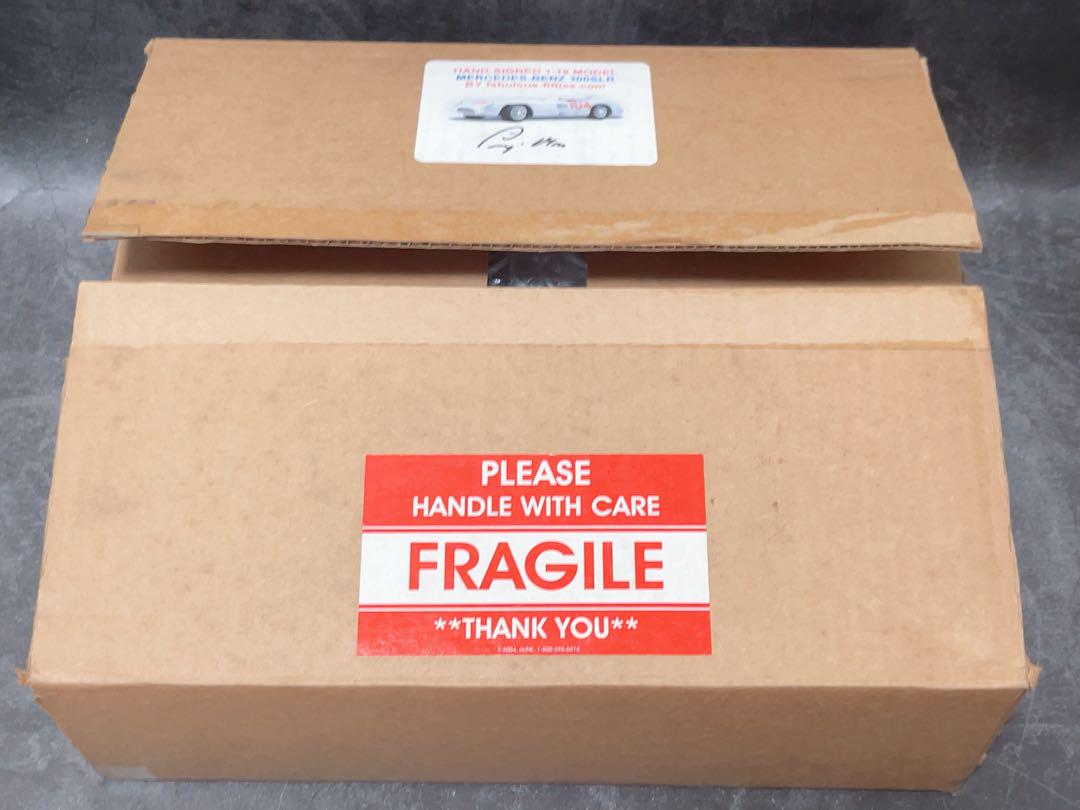 HAND-SIGNED 1-18 MODEL
MERCEDES-BENZ 300SLR
BY fabulous-fifties.com
704
PLEASE
HANDLE WITH CARE
FRAGILE
**THANK YOU**